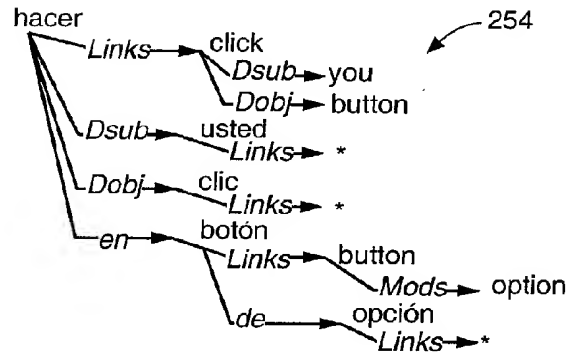 hacer
254
Links click
Dsub you
Dobj button
Dsub usted
Links *
Dobj clic
Links *
en botón
Links button
Mods option
de opción
Links *